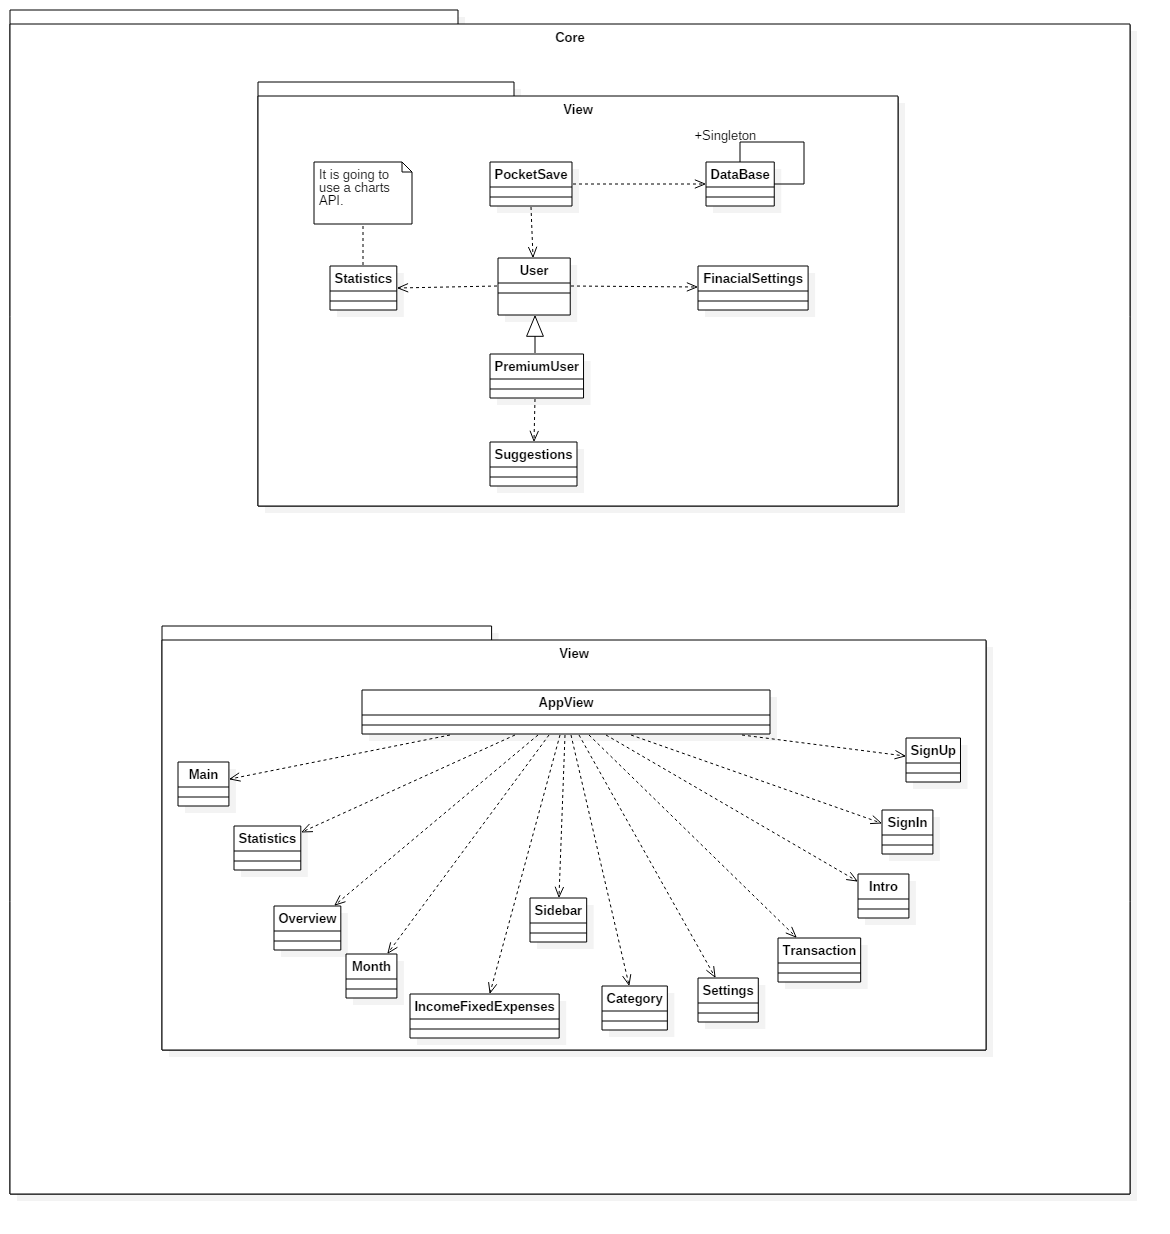 Core
View
+Singleton
It is going to
use a charts
API.
PocketSave
DataBase
Statistics
User
FinacialSettings
PremiumUser
Suggestions
View
AppView
Main
SignUp
Statistics
SignIn
Overview
Sidebar
Intro
Month
Transaction
IncomeFixedExpenses
Category
Settings